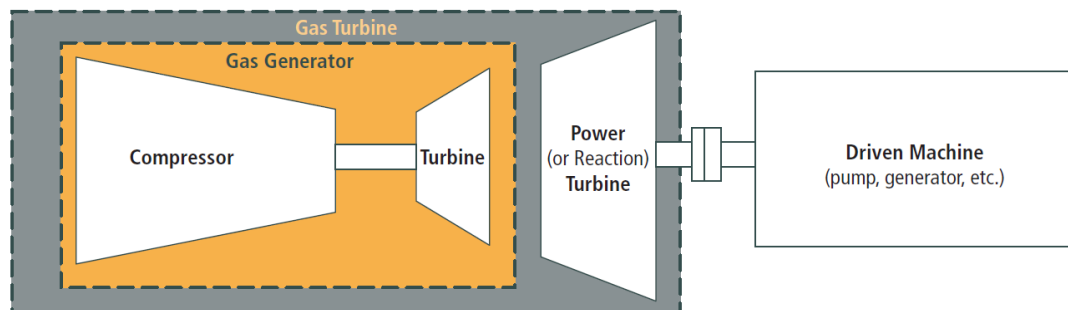 Gas Turbine
Gas Generator
Compressor
Turbine
Power
(or Reaction)
Turbine
Driven Machine
(pump, generator, etc.)